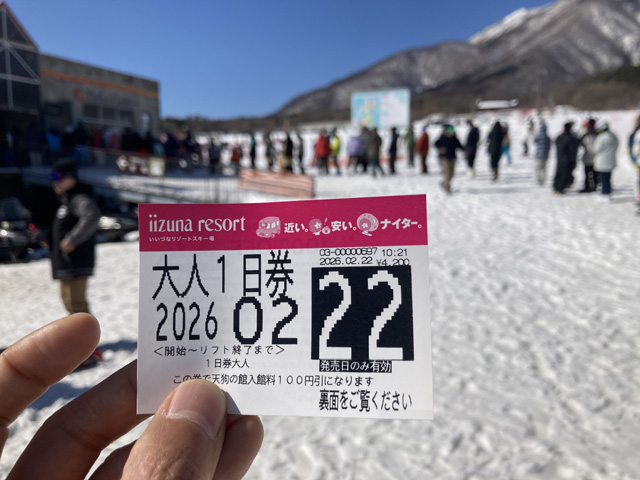 iizuna resort 近い。安い。ナイター。
いいづなリゾートスキー場
03-00000697 10:21
2026.02.22 ¥4,200
大人1日券
2026 02 22
<開始〜リフト終了まで>
1日券大人
発売日のみ有効
この券で天狗の館入館料100円引になります
裏面をご覧ください